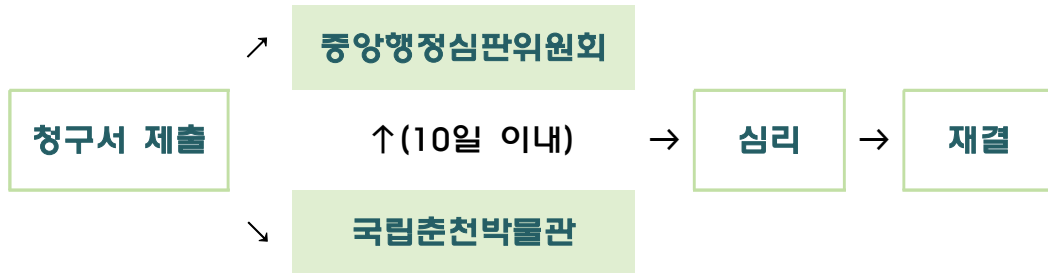 중앙행정심판위원회
청구서 제출
↑(10일 이내)
심리
재결
국립춘천박물관